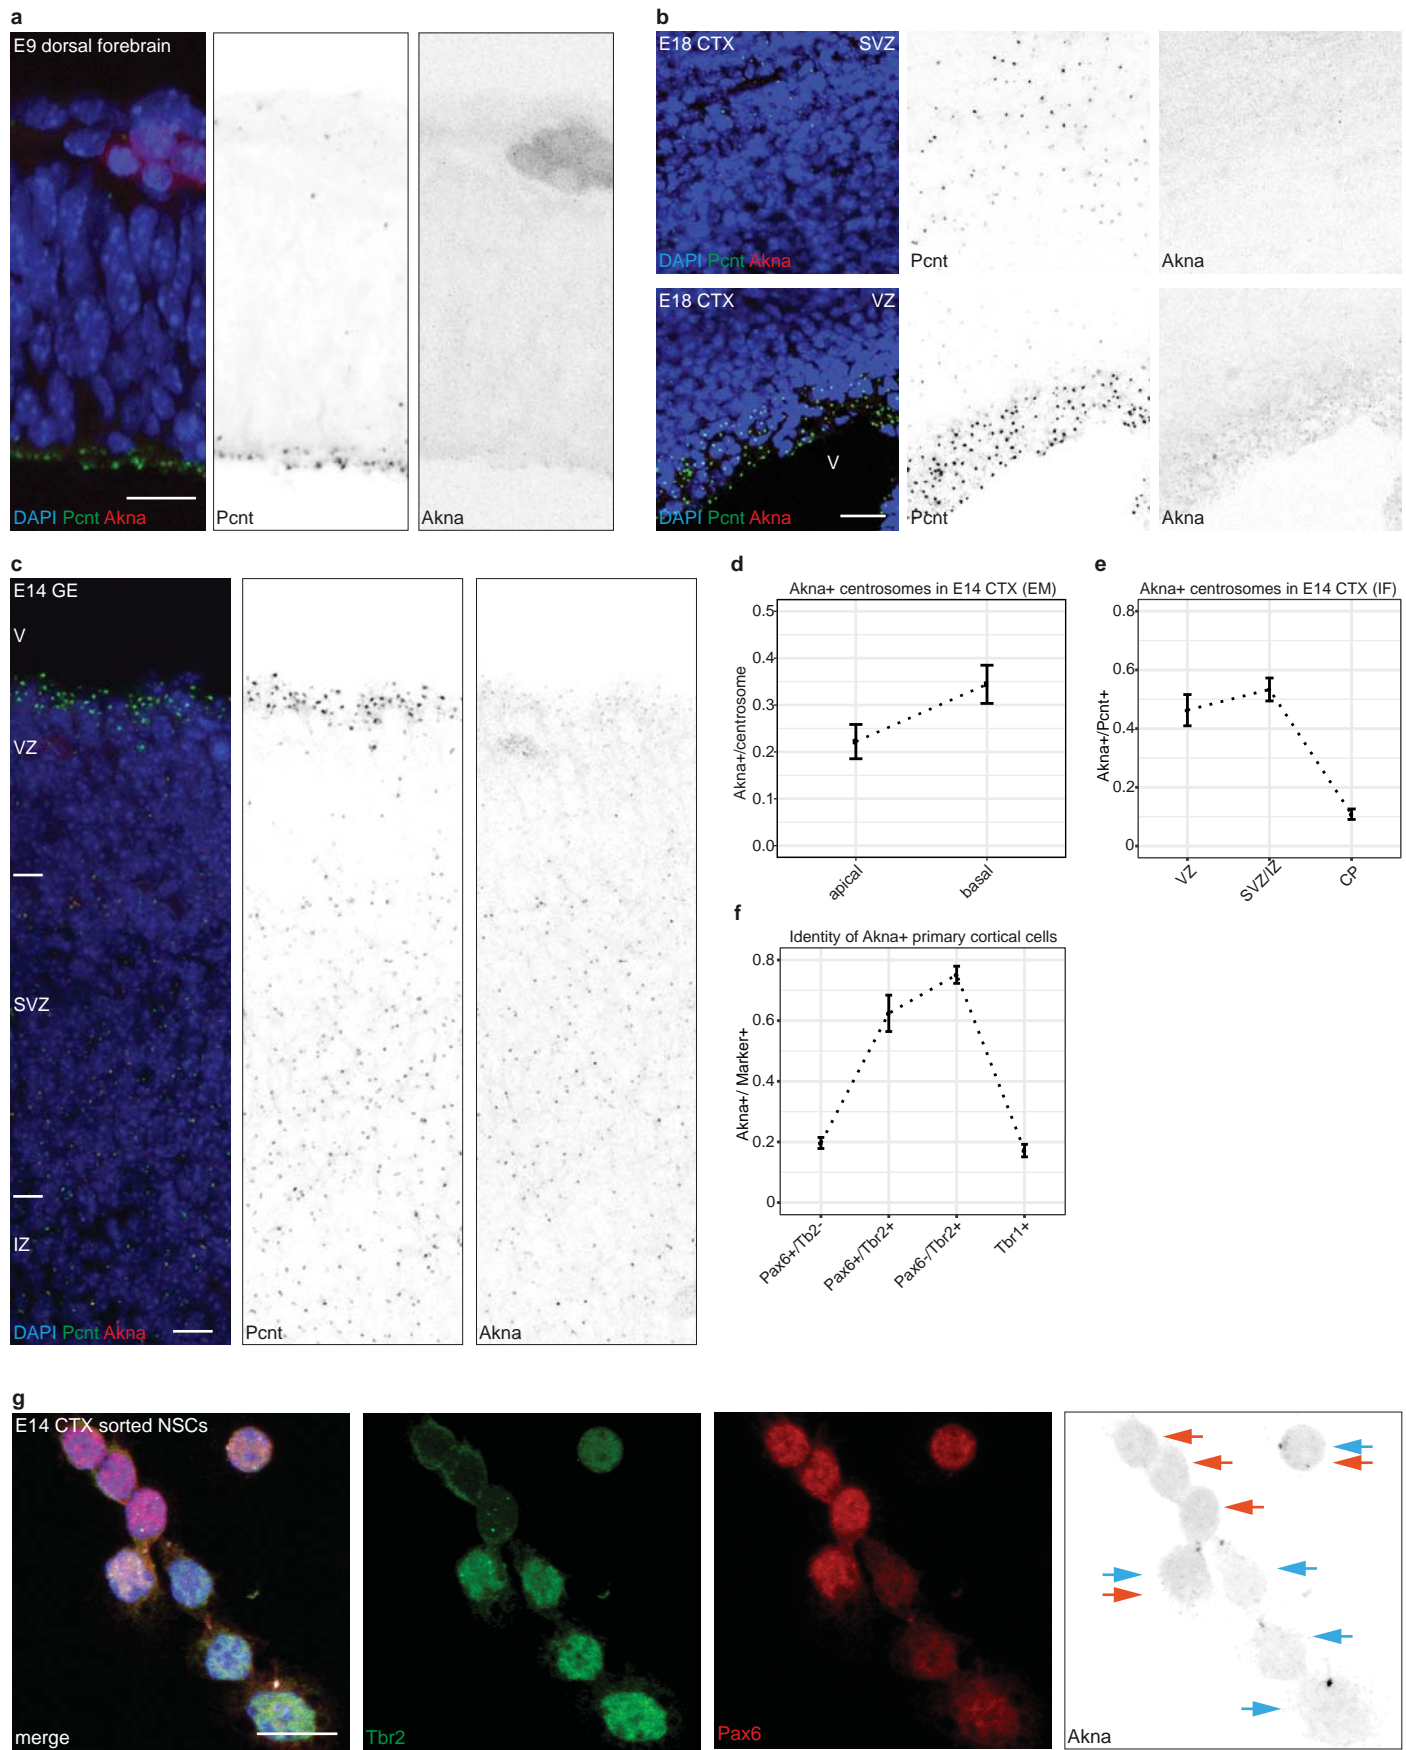 a
E9 dorsal forebrain
DAPI Pcnt Akna
Pcnt
Akna
b
E18 CTX SVZ
DAPI Pcnt Akna
Pcnt
Akna
E18 CTX VZ
V
DAPI Pcnt Akna
Pcnt
Akna
c
E14 GE
V
VZ
SVZ
IZ
DAPI Pcnt Akna
Pcnt
Akna
d
Akna+ centrosomes in E14 CTX (EM)
Akna+/centrosome
0.5
0.4
0.3
0.2
0.1
0.0
apical
basal
e
Akna+ centrosomes in E14 CTX (IF)
Akna+/Pcnt+
0.8
0.6
0.4
0.2
0
VZ
SVZ/IZ
CP
f
Identity of Akna+ primary cortical cells
Akna+/ Marker+
0.8
0.6
0.4
0.2
0
Pax6+/Tb2-
Pax6+/Tbr2+
Pax6-/Tbr2+
Tbr1+
g
E14 CTX sorted NSCs
merge
Tbr2
Pax6
Akna